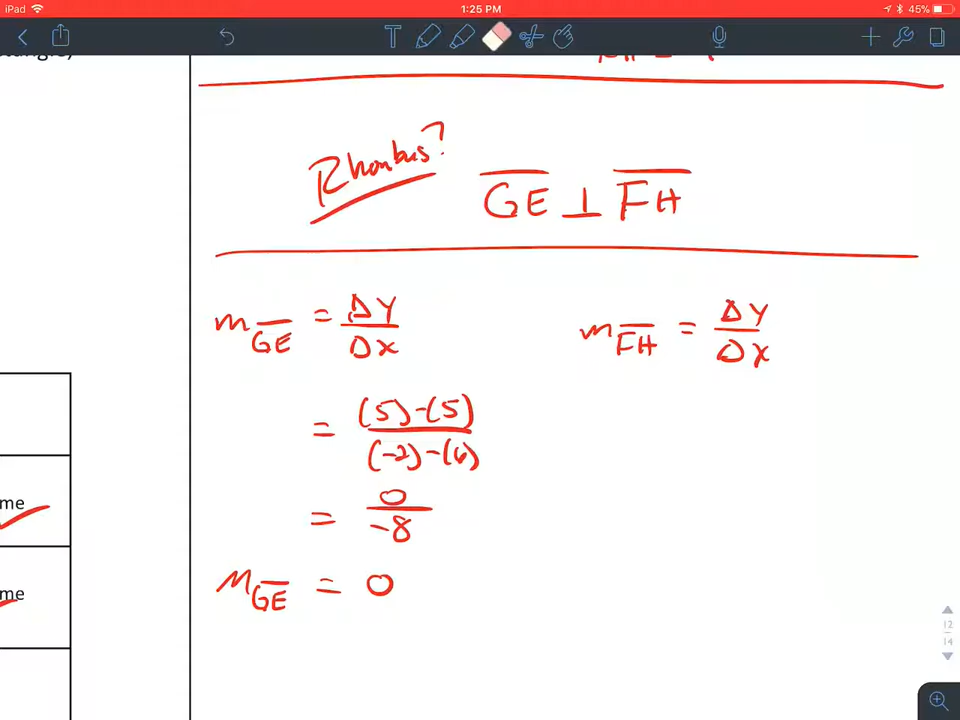 iPad 1:25 PM 45%
T
Rhombus?
GE ⊥ FH
m GE = ΔY/ΔX
m FH = ΔY/ΔX
= (5)-(5)/(-2)-(6)
= 0/-8
me
m GE = 0
me
12
14